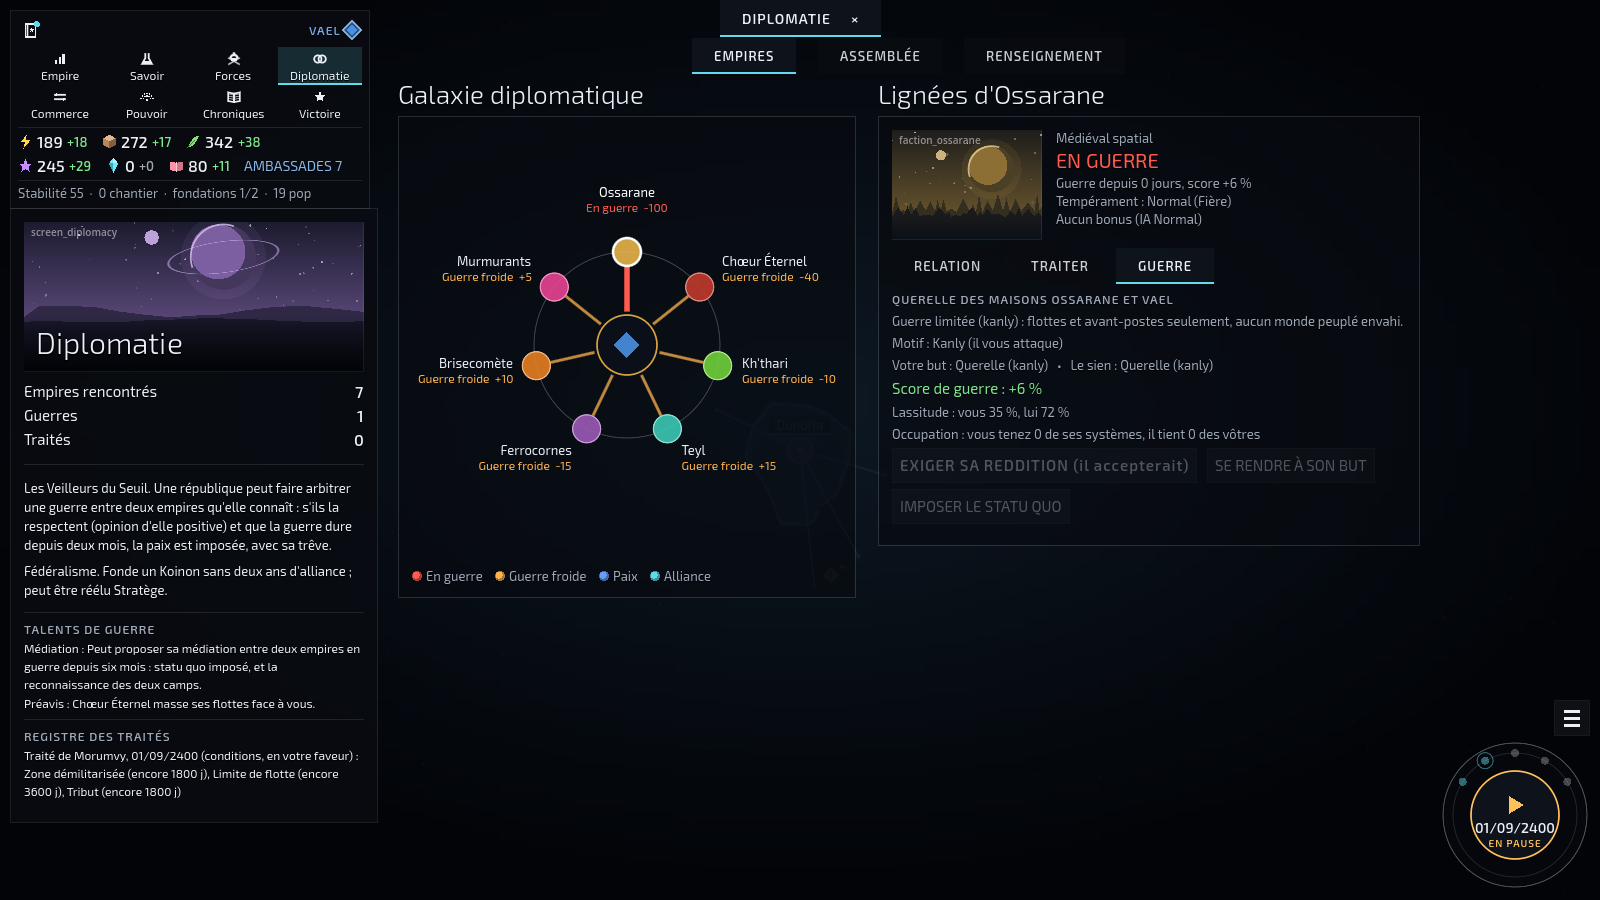 VAEL
Empire
Savoir
Forces
Diplomatie
Commerce
Pouvoir
Chroniques
Victoire
189 +18 272 +17 342 +38
245 +29 0 +0 80 +11 AMBASSADES 7
Stabilité 55 · 0 chantier · fondations 1/2 · 19 pop
screen_diplomacy
Diplomatie
Empires rencontrés 7
Guerres 1
Traités 0
Les Veilleurs du Seuil. Une république peut faire arbitrer
une guerre entre deux empires qu'elle connaît : s'ils la
respectent (opinion d'elle positive) et que la guerre dure
depuis deux mois, la paix est imposée, avec sa trêve.
Fédéralisme. Fonde un Koinon sans deux ans d'alliance ;
peut être réélu Stratège.
TALENTS DE GUERRE
Médiation : Peut proposer sa médiation entre deux empires en
guerre depuis six mois : statu quo imposé, et la
reconnaissance des deux camps.
Préavis : Chœur Éternel masse ses flottes face à vous.
REGISTRE DES TRAITÉS
Traité de Morumvy, 01/09/2400 (conditions, en votre faveur) :
Zone démilitarisée (encore 1800 j), Limite de flotte (encore
3600 j), Tribut (encore 1800 j)
DIPLOMATIE ×
EMPIRES
ASSEMBLÉE
RENSEIGNEMENT
Galaxie diplomatique
Ossarane
En guerre -100
Murmurants
Guerre froide +5
Chœur Éternel
Guerre froide -40
Brisecomète
Guerre froide +10
Kh'thari
Guerre froide -10
Ferrocornes
Guerre froide -15
Teyl
Guerre froide +15
En guerre
Guerre froide
Paix
Alliance
Lignées d'Ossarane
faction_ossarane
Médiéval spatial
EN GUERRE
Guerre depuis 0 jours, score +6 %
Tempérament : Normal (Fière)
Aucun bonus (IA Normal)
RELATION
TRAITER
GUERRE
QUERELLE DES MAISONS OSSARANE ET VAEL
Guerre limitée (kanly) : flottes et avant-postes seulement, aucun monde peuplé envahi.
Motif : Kanly (il vous attaque)
Votre but : Querelle (kanly) • Le sien : Querelle (kanly)
Score de guerre : +6 %
Lassitude : vous 35 %, lui 72 %
Occupation : vous tenez 0 de ses systèmes, il tient 0 des vôtres
EXIGER SA REDDITION (il accepterait)
SE RENDRE À SON BUT
IMPOSER LE STATU QUO
01/09/2400
EN PAUSE